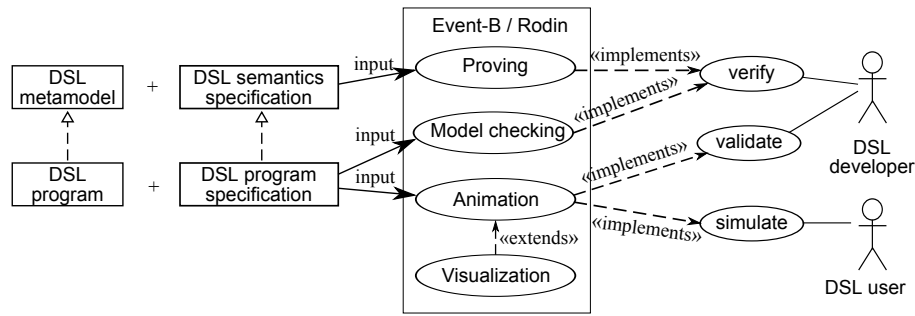 Event-B / Rodin
DSL
metamodel
+
DSL semantics
specification
input
Proving
«implements»
verify
input
Model checking
«implements»
validate
DSL
developer
DSL
program
+
DSL program
specification
input
Animation
«implements»
«implements»
simulate
«extends»
Visualization
DSL user